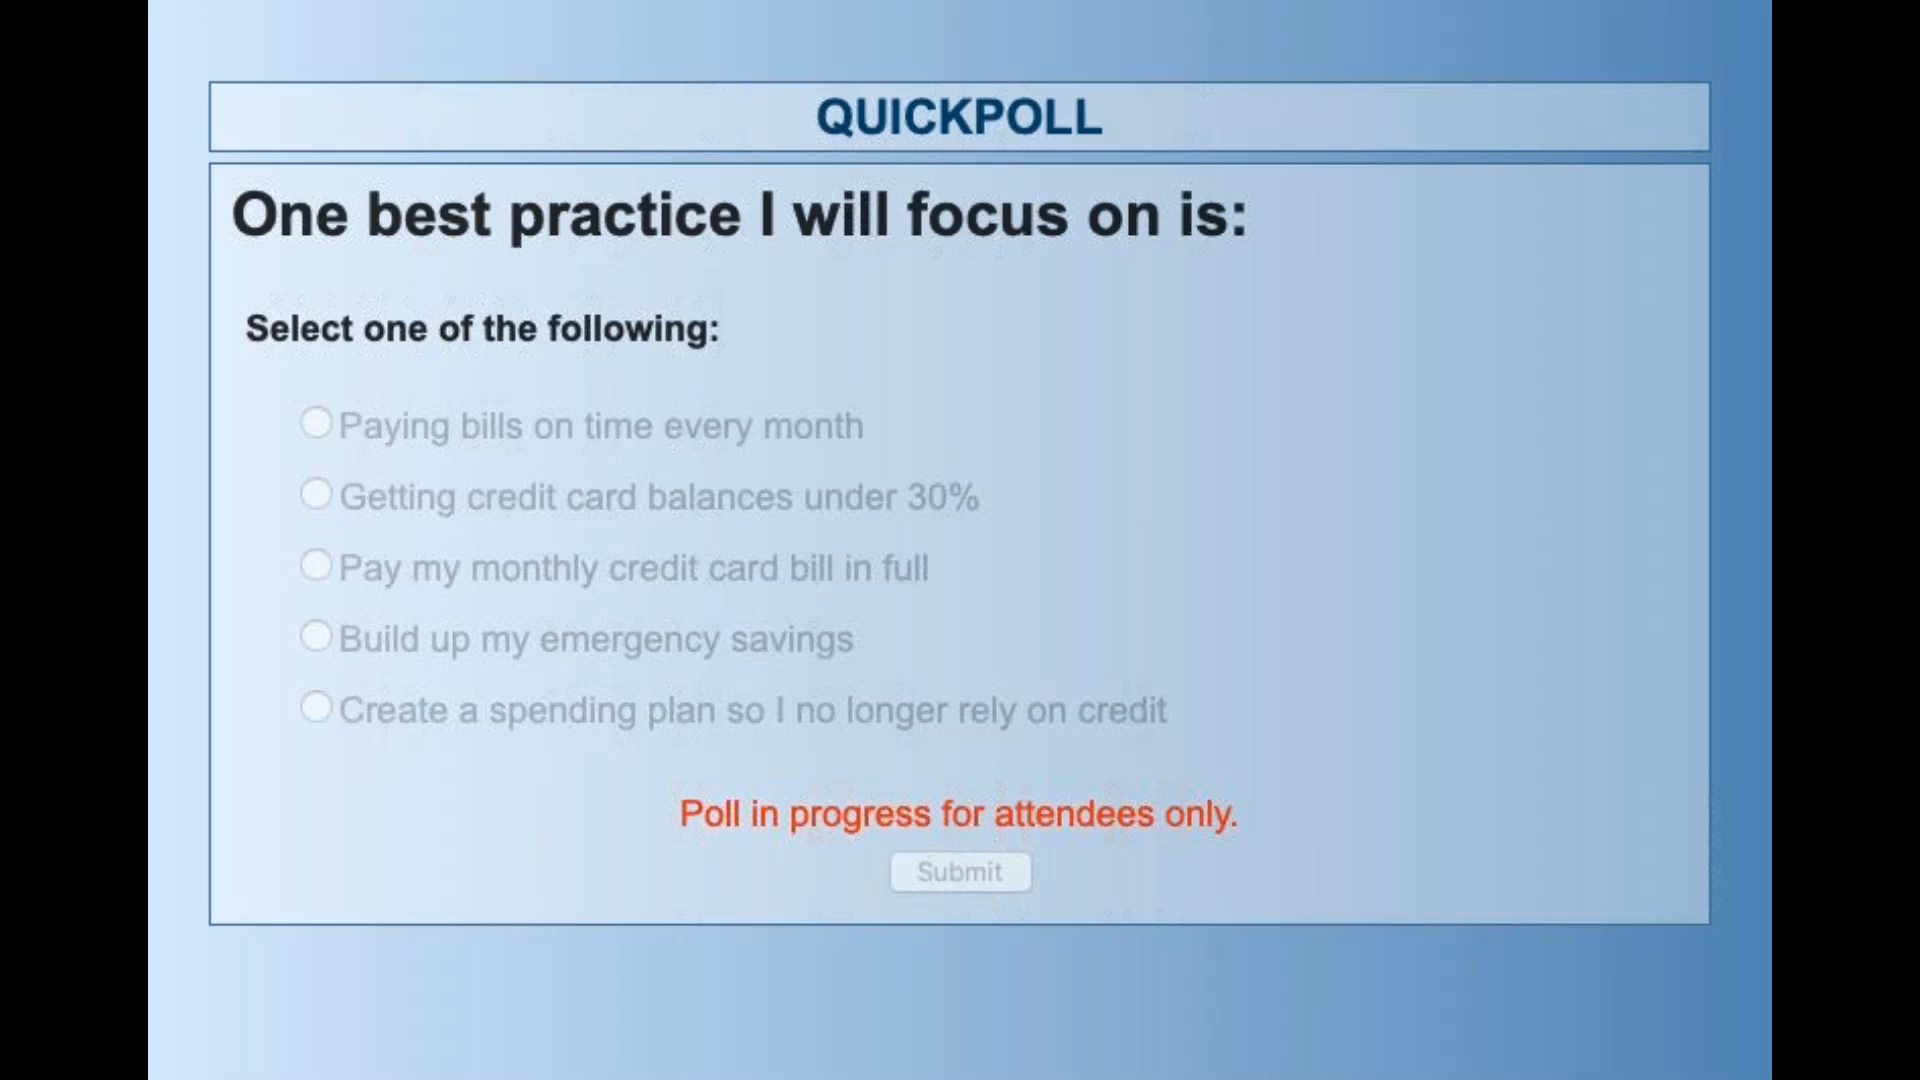 QUICKPOLL
One best practice I will focus on is:
Select one of the following:
Paying bills on time every month
Getting credit card balances under 30%
Pay my monthly credit card bill in full
Build up my emergency savings
Create a spending plan so I no longer rely on credit
Poll in progress for attendees only.
Submit